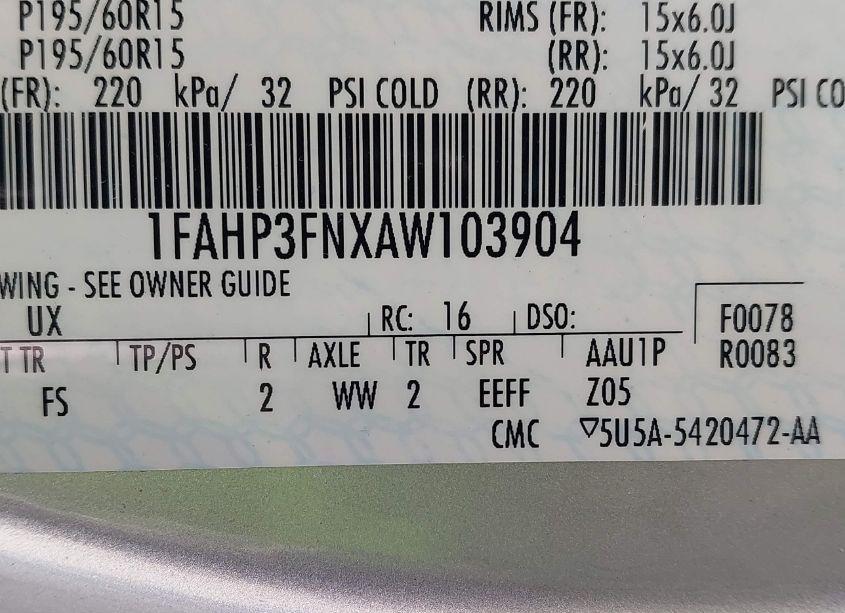 P195/60R15 RIMS (FR): 15x6.0J
P195/60R15 (RR): 15x6.0J
(FR): 220 kPa/ 32 PSI COLD (RR): 220 kPa/ 32 PSI CO
1FAHP3FNXAW103904
WING - SEE OWNER GUIDE
UX RC: 16 DSO: F0078
T TR TP/PS R AXLE TR SPR AAU1P R0083
FS 2 WW 2 EEFF Z05
CMC ▽5U5A-5420472-AA